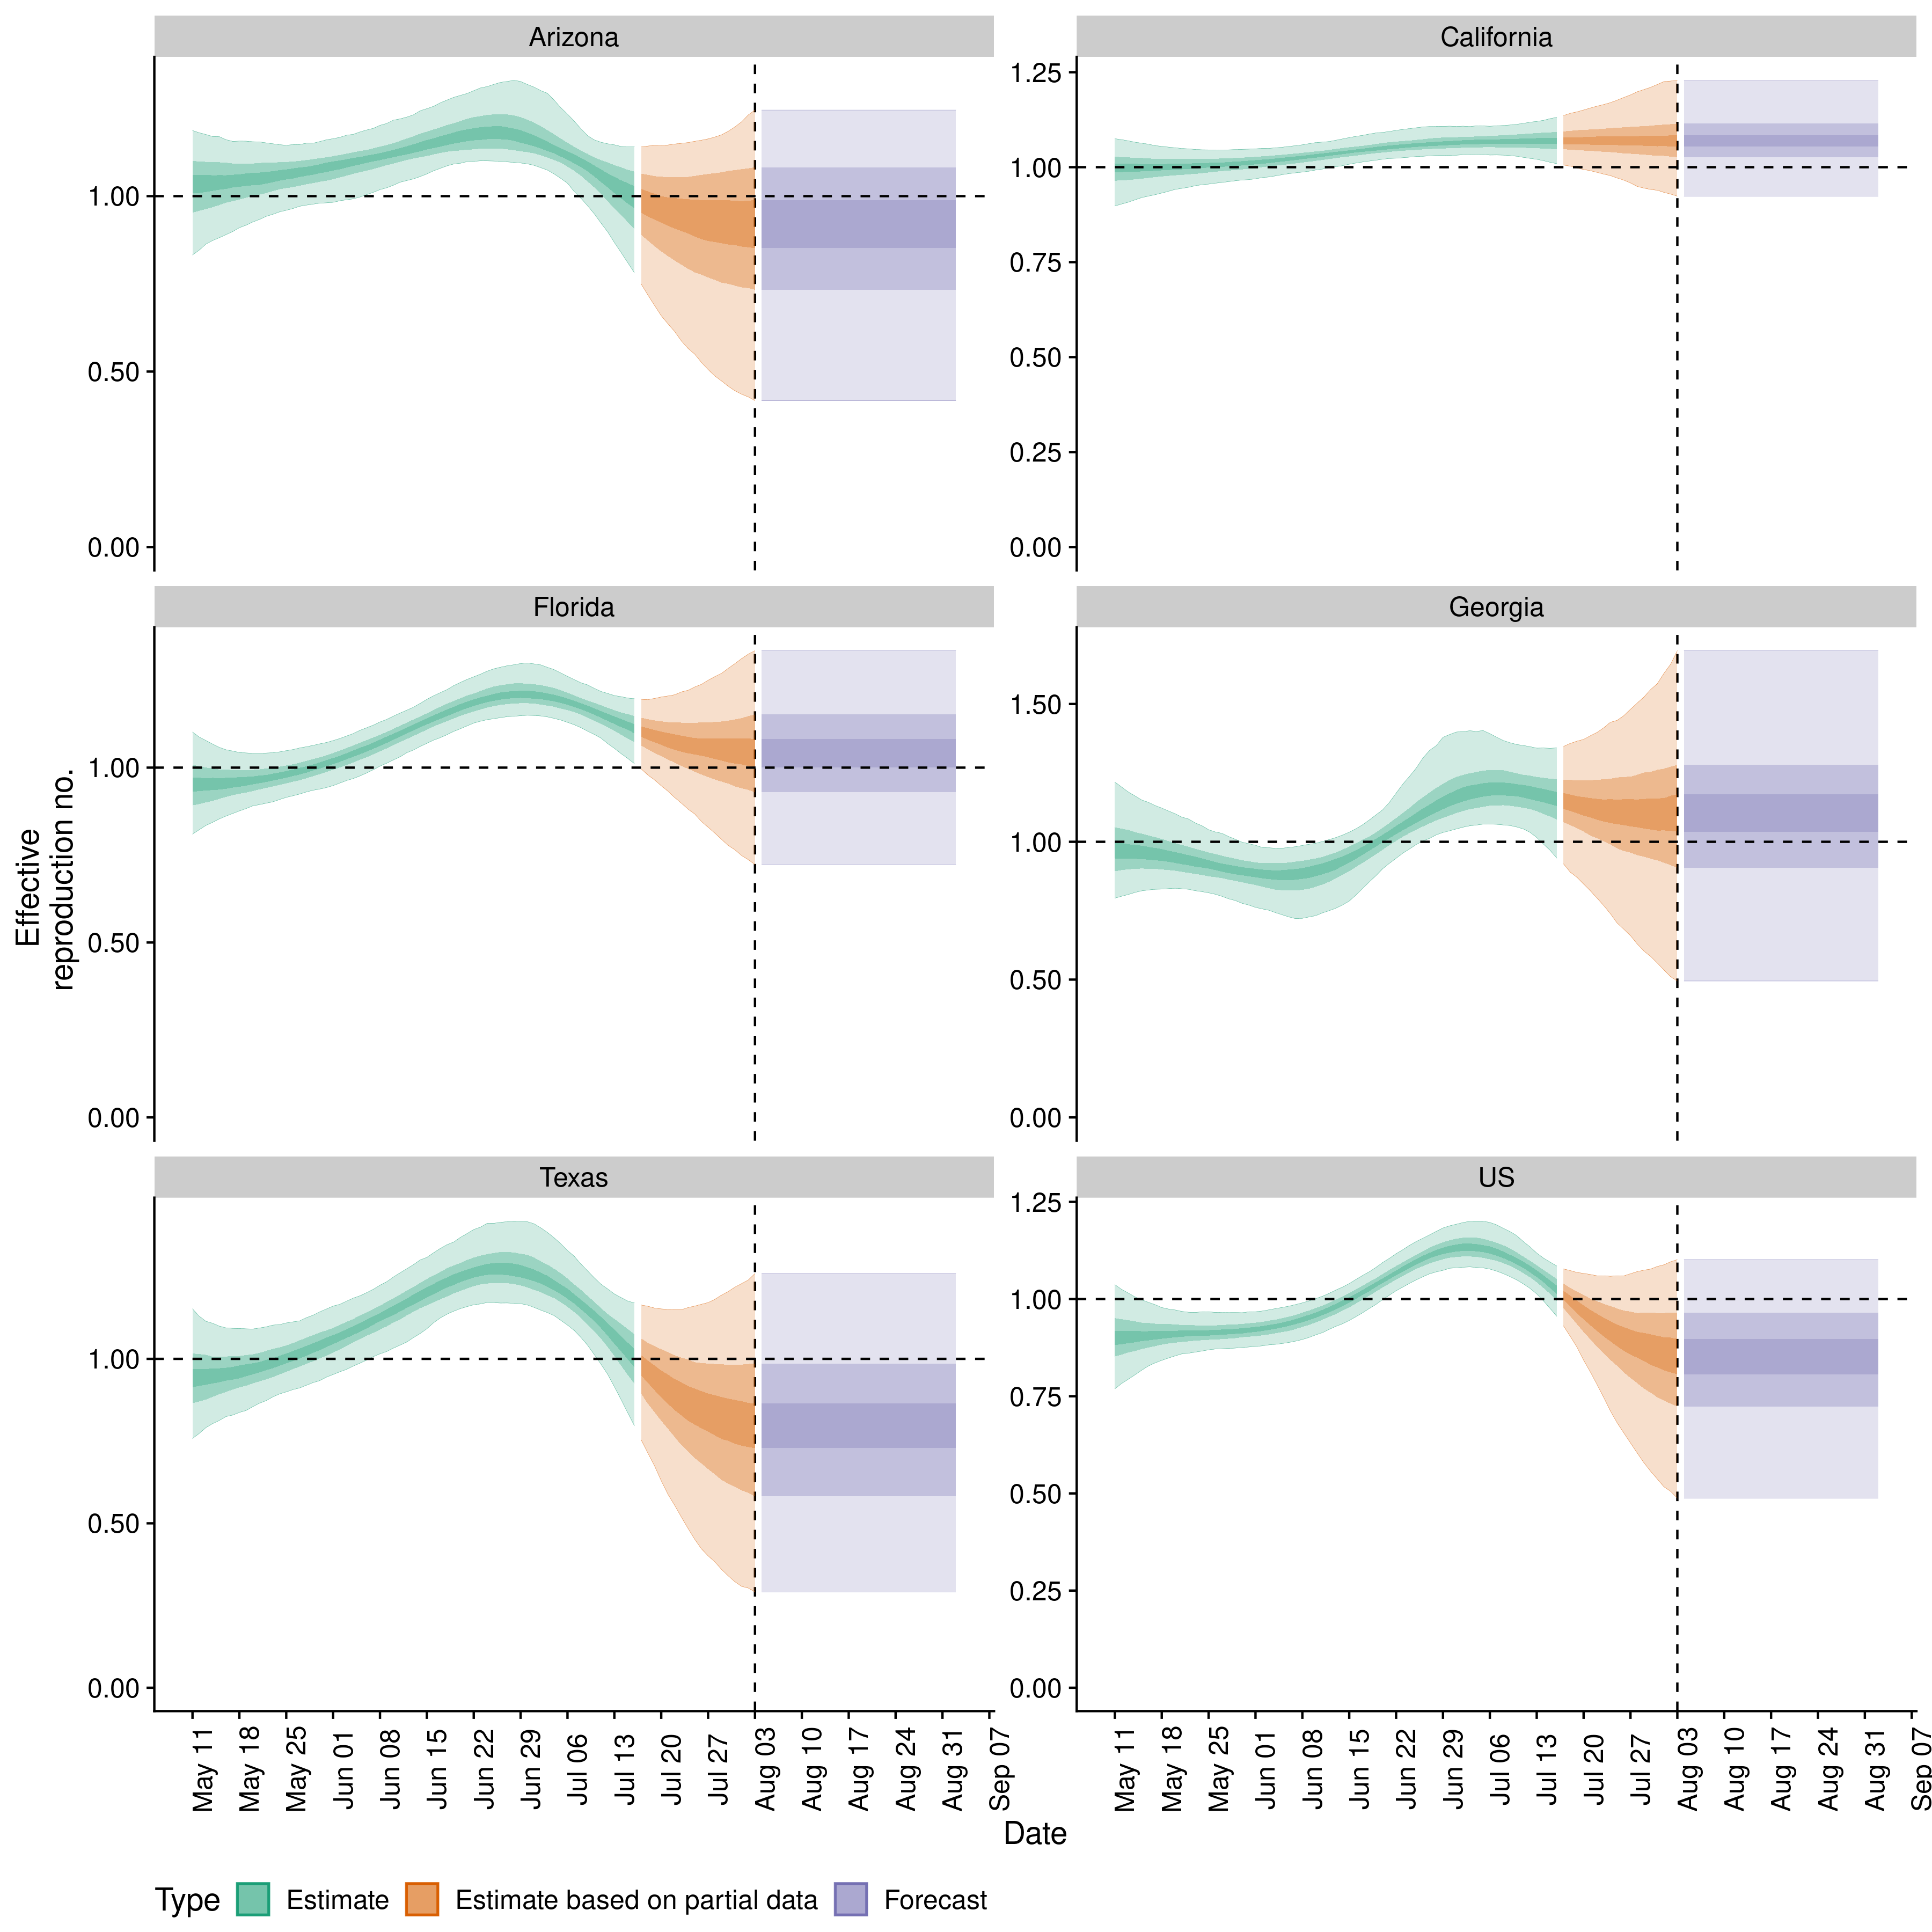 Arizona
California
1.00
0.50
0.00
1.25
1.00
0.75
0.50
0.25
0.00
Florida
Georgia
1.00
0.50
0.00
1.50
1.00
0.50
0.00
Texas
US
1.00
0.50
0.00
1.25
1.00
0.75
0.50
0.25
0.00
Effective
reproduction no.
May 11
May 18
May 25
Jun 01
Jun 08
Jun 15
Jun 22
Jun 29
Jul 06
Jul 13
Jul 20
Jul 27
Aug 03
Aug 10
Aug 17
Aug 24
Aug 31
Sep 07
May 11
May 18
May 25
Jun 01
Jun 08
Jun 15
Jun 22
Jun 29
Jul 06
Jul 13
Jul 20
Jul 27
Aug 03
Aug 10
Aug 17
Aug 24
Aug 31
Sep 07
Date
Type Estimate Estimate based on partial data Forecast